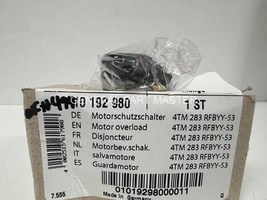 10 192 980 1 ST
DE Motorschutzschalter 4TM 283 RFBYY-53
EN Motor overload 4TM 283 RFBYY-53
FR Disjoncteur 4TM 283 RFBYY-53
NL Motorbev.schak. 4TM 283 RFBYY-53
IT salvamotore 4TM 283 RFBYY-53
ES Guardamotor 4TM 283 RFBYY-53
Made in Germany
7.555
01019298000011
0